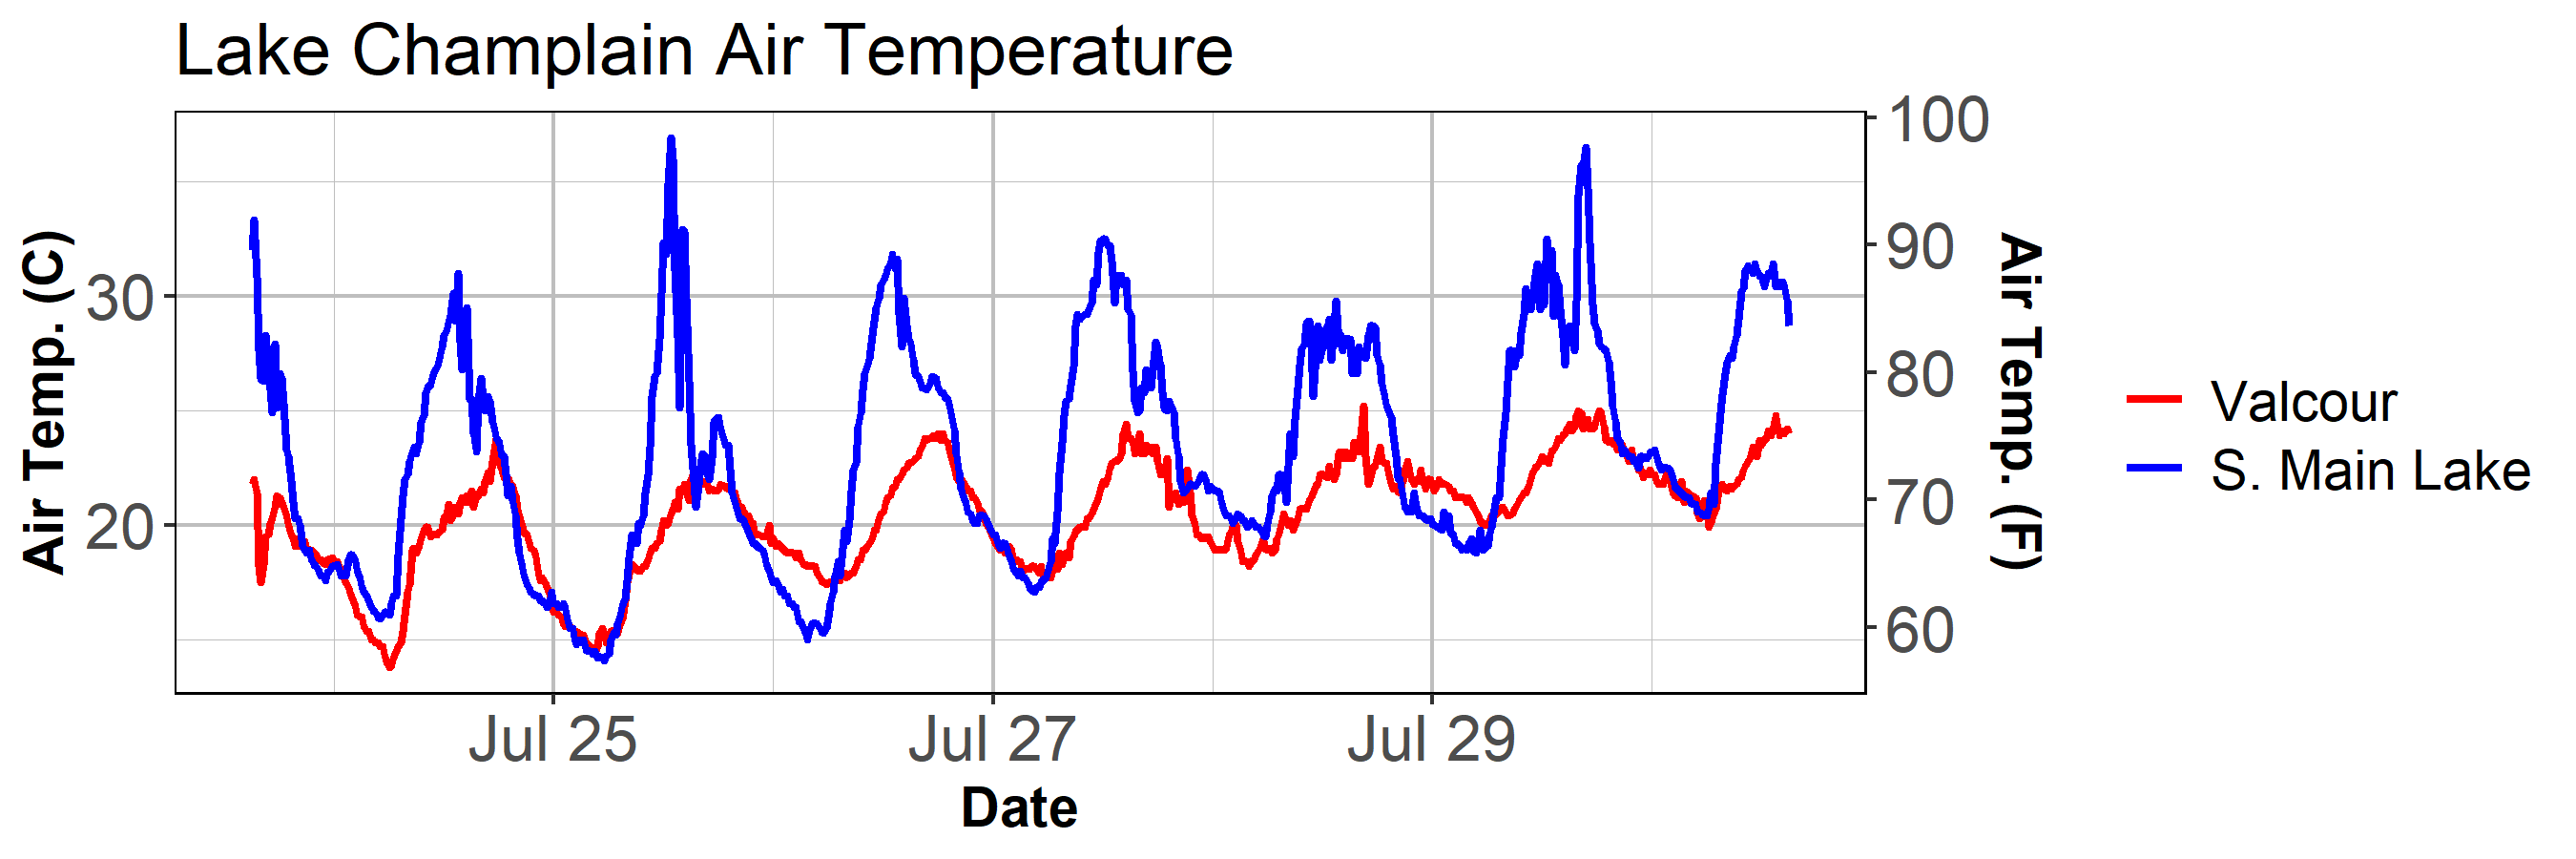 Lake Champlain Air Temperature
Air Temp. (C)
30
20
100
90
80
70
60
Air Temp. (F)
Jul 25
Jul 27
Jul 29
Date
Valcour
S. Main Lake